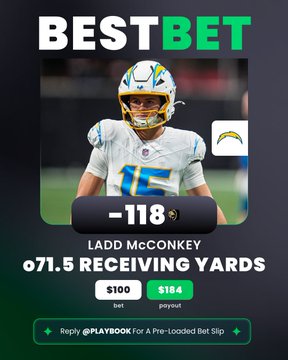 BESTBET
15
-118
LADD McCONKEY
o71.5 RECEIVING YARDS
$100
$184
bet
payout
Reply @PLAYBOOK For A Pre-Loaded Bet Slip